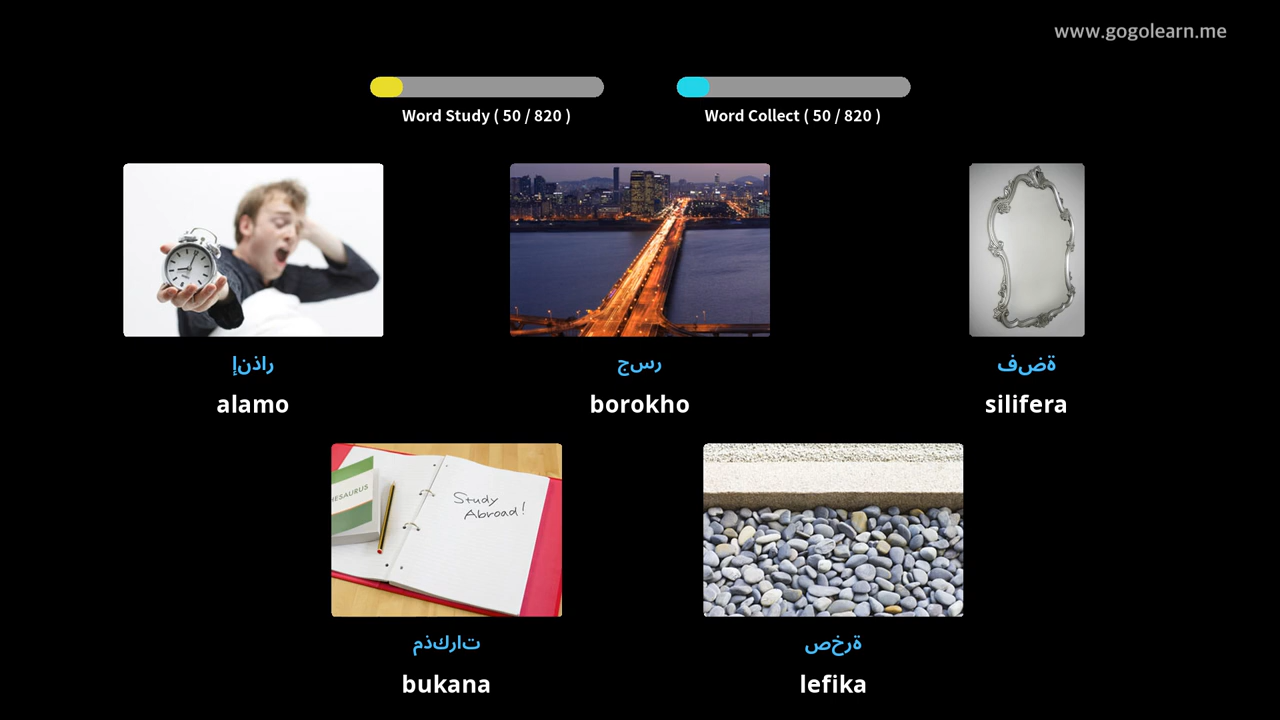 www.gogolearn.me
Word Study ( 50 / 820 )
Word Collect ( 50 / 820 )
راذنإ
alamo
رسج
borokho
ةضف
silifera
THESAURUS
Study
Abroad!
تاركذم
bukana
ةرخص
lefika